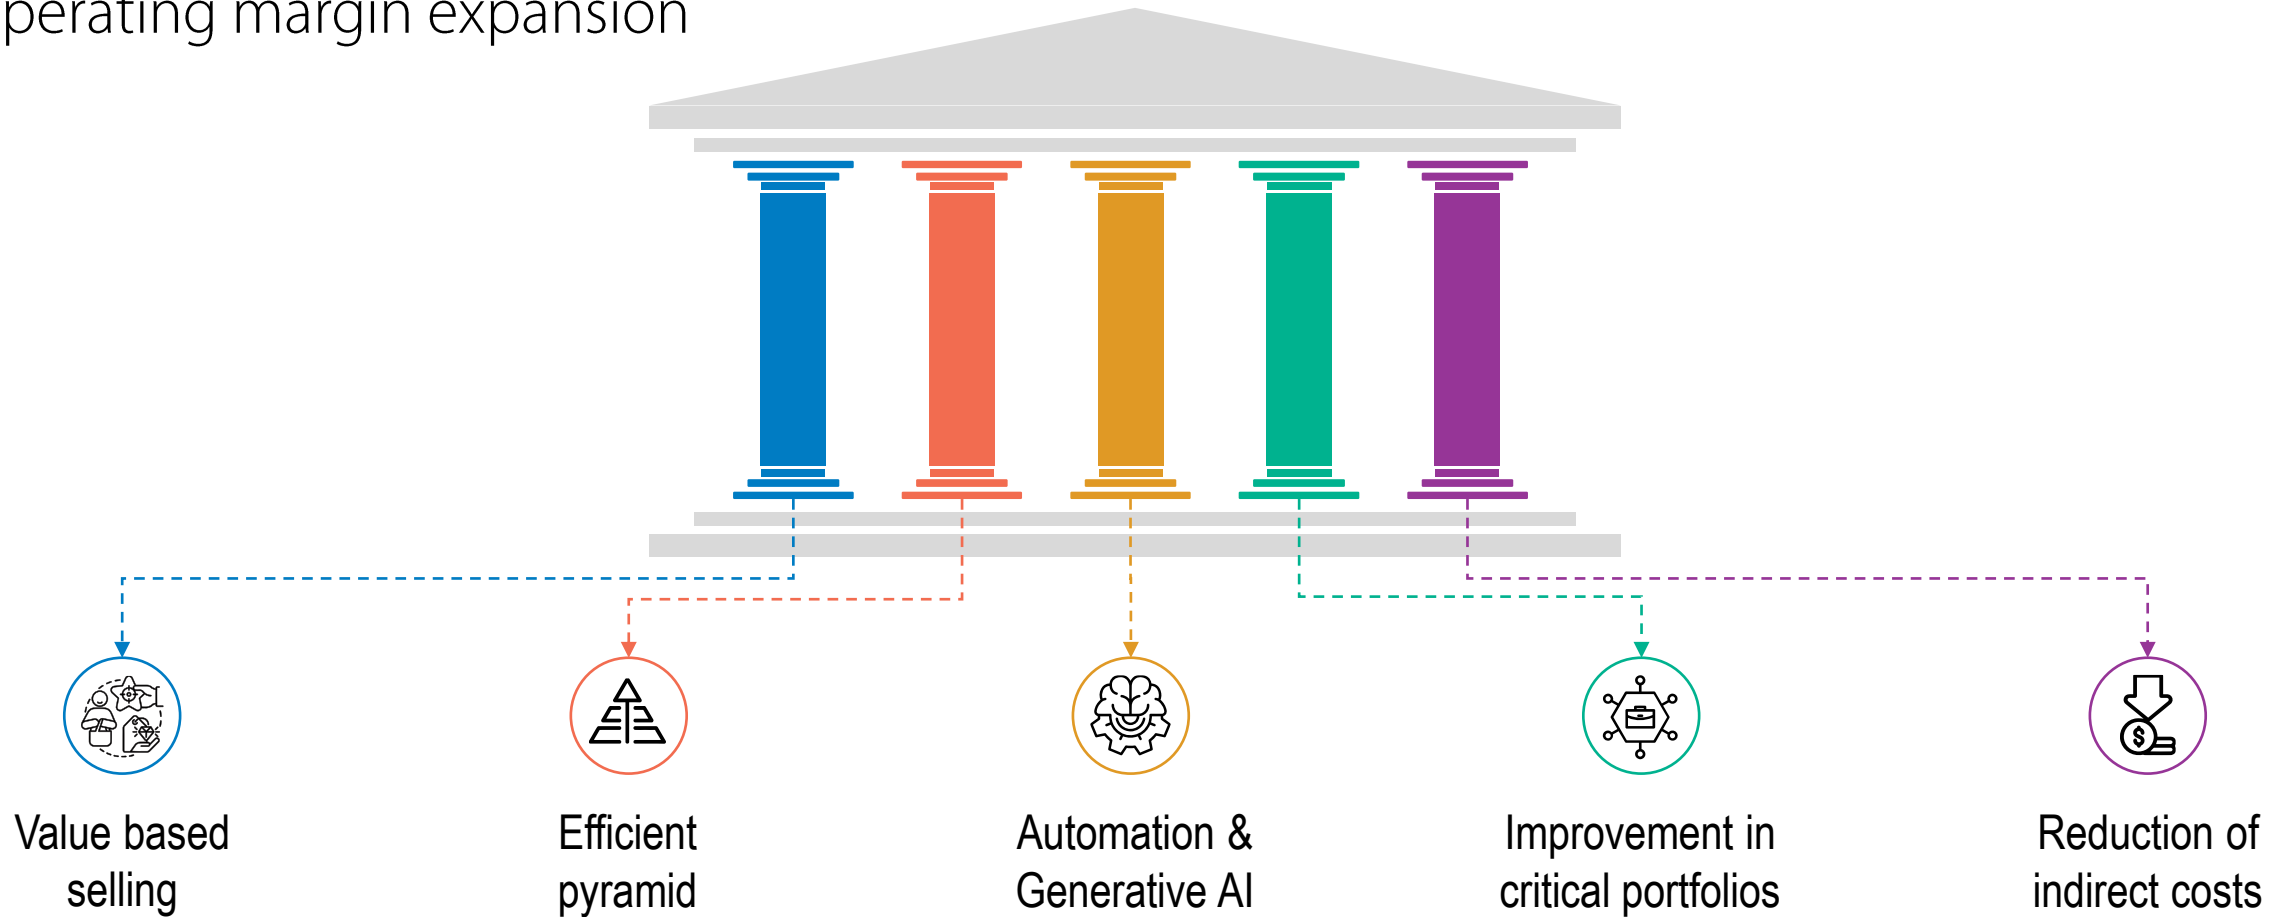 perating margin expansion
Value based
selling
Efficient
pyramid
Automation &
Generative AI
Improvement in
critical portfolios
Reduction of
indirect costs
$